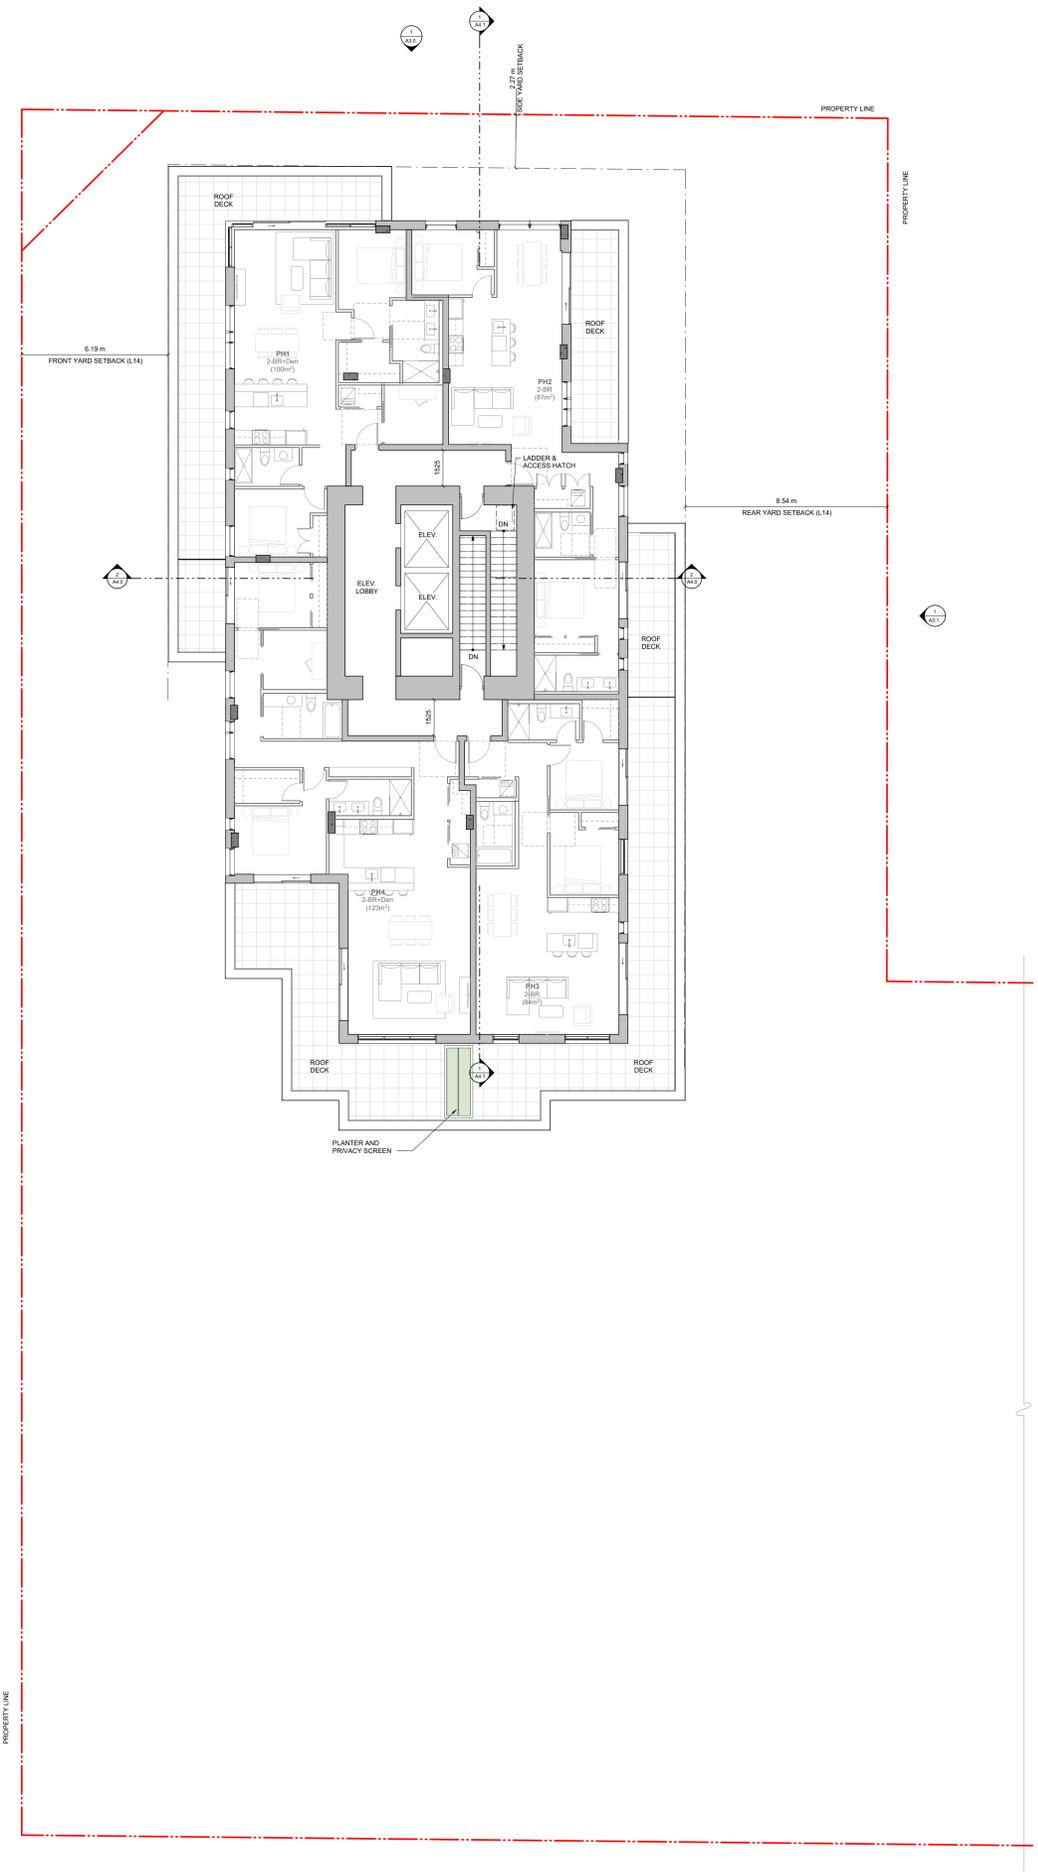 1
A4.1
1
A3.0
2.27 m
SIDE YARD SETBACK
PROPERTY LINE
PROPERTY LINE
ROOF
DECK
ROOF
DECK
6.19 m
FRONT YARD SETBACK (L14)
PH1
2-BR+Den
(100m²)
PH2
2-BR
(87m²)
LADDER &
ACCESS HATCH
1525
8.54 m
REAR YARD SETBACK (L14)
DN
ELEV.
2
A4.0
ELEV.
LOBBY
ELEV.
2
A4.0
1
A3.1
ROOF
DECK
DN
1525
PH4
2-BR+Den
(123m²)
PH3
2-BR
(84m²)
ROOF
DECK
ROOF
DECK
1
A4.1
PLANTER AND
PRIVACY SCREEN
PROPERTY LINE